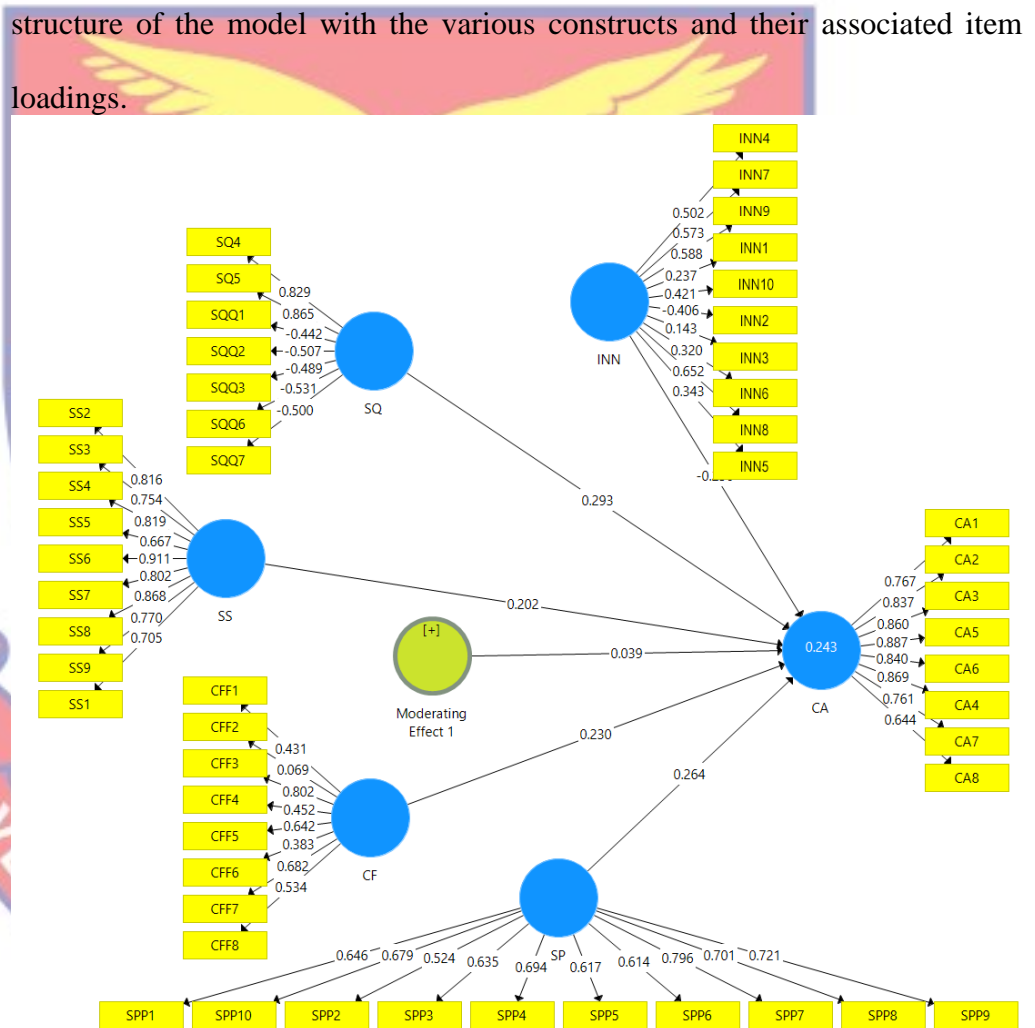 structure of the model with the various constructs and their associated item
loadings.
INN4
INN7
INN9
INN1
INN10
INN2
INN3
INN6
INN8
INN5
0.502
0.573
0.588
0.237
0.421
-0.406
0.143
0.320
0.652
0.343
INN
SQ4
SQ5
SQQ1
SQQ2
SQQ3
SQQ6
SQQ7
0.829
0.865
-0.442
-0.507
-0.489
-0.531
-0.500
SQ
0.293
SS2
SS3
SS4
SS5
SS6
SS7
SS8
SS9
SS1
0.816
0.754
0.819
0.667
0.911
0.802
0.868
0.770
0.705
SS
0.202
[+]
Moderating
Effect 1
0.039
CA1
CA2
CA3
CA5
CA6
CA4
CA7
CA8
0.767
0.837
0.860
0.887
0.840
0.869
0.761
0.644
0.243
CA
CFF1
CFF2
CFF3
CFF4
CFF5
CFF6
CFF7
CFF8
0.431
0.069
0.802
0.452
0.642
0.383
0.682
0.534
CF
0.230
0.264
SP
0.646
0.679
0.524
0.635
0.694
0.617
0.614
0.796
0.701
0.721
SPP1
SPP10
SPP2
SPP3
SPP4
SPP5
SPP6
SPP7
SPP8
SPP9